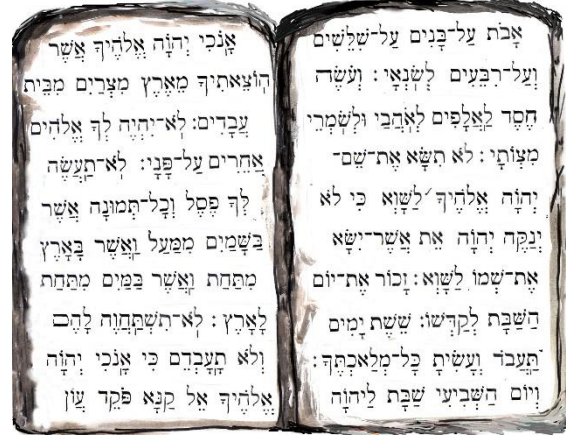 אָנֹכִי יְהוָֹה אֱלֹהֶיךָ אֲשֶׁר
הוֹצֵאתִיךָ מֵאֶרֶץ מִצְרַיִם מִבֵּית
עֲבָדִים: לֹא־יִהְיֶה לְךָ אֱלֹהִים
אֲחֵרִים עַל־פָּנָי: לֹא־תַעֲשֶׂה
לְךָ פֶסֶל וְכָל־תְּמוּנָה אֲשֶׁר
בַּשָּׁמַיִם מִמַּעַל וַאֲשֶׁר בָּאָרֶץ
מִתַּחַת וַאֲשֶׁר בַּמַּיִם מִתַּחַת
לָאָרֶץ : לֹא־תִשְׁתַּחֲוֶה לָהֶם
וְלֹא תָעָבְדֵם כִּי אָנֹכִי יְהוָֹה
אֱלֹהֶיךָ אֵל קַנָּא פֹּקֵד עֲוֹן
אָבֹת עַל־בָּנִים עַל־שִׁלֵּשִׁים
וְעַל־רִבֵּעִים לְשֹׂנְאָי : וְעֹשֶׂה
חֶסֶד לַאֲלָפִים לְאֹהֲבַי וּלְשֹׁמְרֵי
מִצְוֹתָי : לֹא תִשָּׂא אֶת־שֵׁם־
יְהוָֹה אֱלֹהֶיךָ לַשָּׁוְא כִּי לֹא
יְנַקֶּה יְהוָֹה אֵת אֲשֶׁר־יִשָּׂא
אֶת־שְׁמוֹ לַשָּׁוְא: זָכוֹר אֶת־יוֹם
הַשַּׁבָּת לְקַדְּשׁוֹ: שֵׁשֶׁת יָמִים
תַּעֲבוֹד וְעָשִׂיתָ כָּל־מְלַאכְתֶּךָ:
וְיוֹם הַשְּׁבִיעִי שַׁבָּת לַיהוָֹה